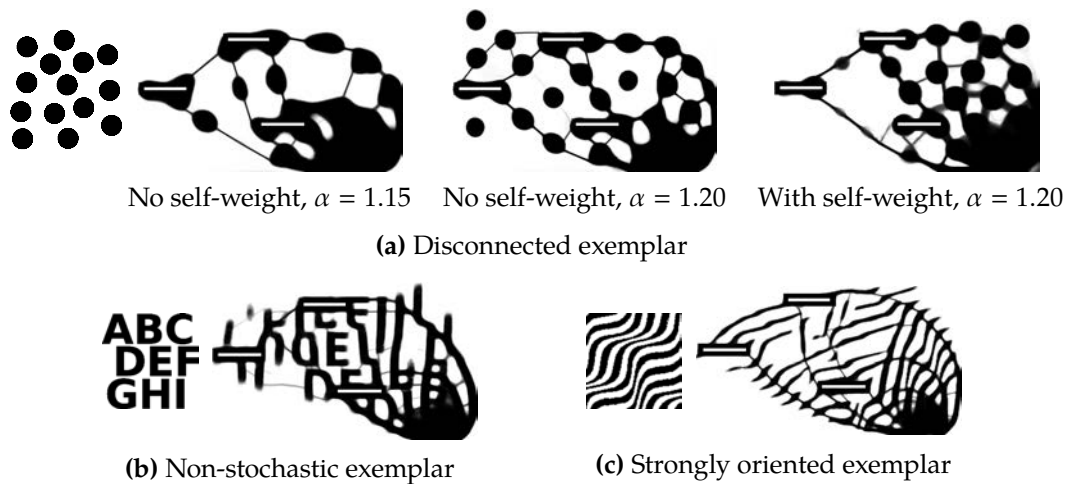 No self-weight, α = 1.15
No self-weight, α = 1.20
With self-weight, α = 1.20
(a) Disconnected exemplar
ABC
DEF
GHI
E
(b) Non-stochastic exemplar
(c) Strongly oriented exemplar